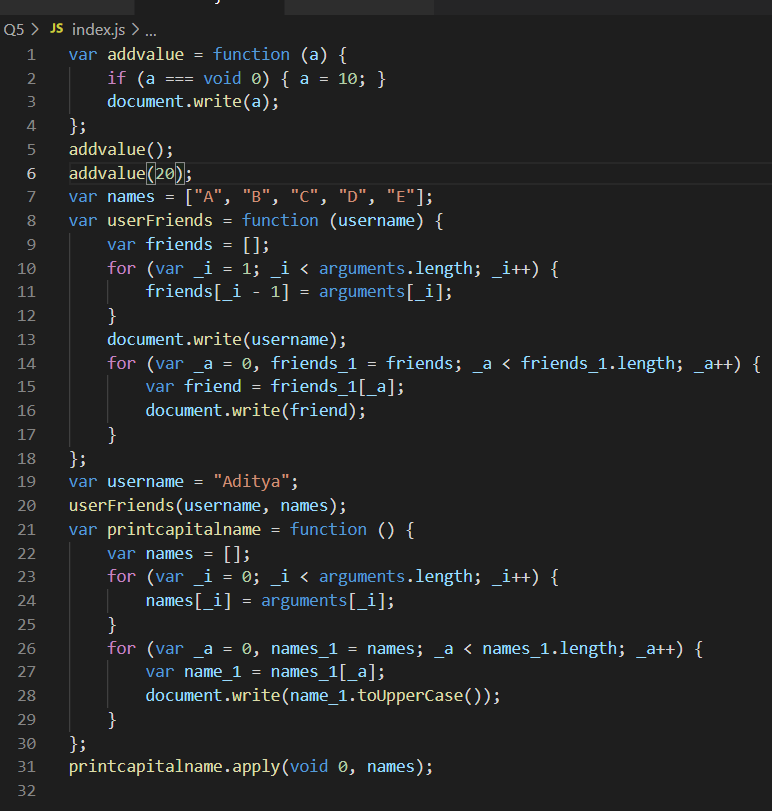 Q5 > JS index.js > ...
1 var addvalue = function (a) {
2     if (a === void 0) { a = 10; }
3     document.write(a);
4 };
5 addvalue();
6 addvalue(20);
7 var names = ["A", "B", "C", "D", "E"];
8 var userFriends = function (username) {
9     var friends = [];
10     for (var _i = 1; _i < arguments.length; _i++) {
11         friends[_i - 1] = arguments[_i];
12     }
13     document.write(username);
14     for (var _a = 0, friends_1 = friends; _a < friends_1.length; _a++) {
15         var friend = friends_1[_a];
16         document.write(friend);
17     }
18 };
19 var username = "Aditya";
20 userFriends(username, names);
21 var printcapitalname = function () {
22     var names = [];
23     for (var _i = 0; _i < arguments.length; _i++) {
24         names[_i] = arguments[_i];
25     }
26     for (var _a = 0, names_1 = names; _a < names_1.length; _a++) {
27         var name_1 = names_1[_a];
28         document.write(name_1.toUpperCase());
29     }
30 };
31 printcapitalname.apply(void 0, names);
32